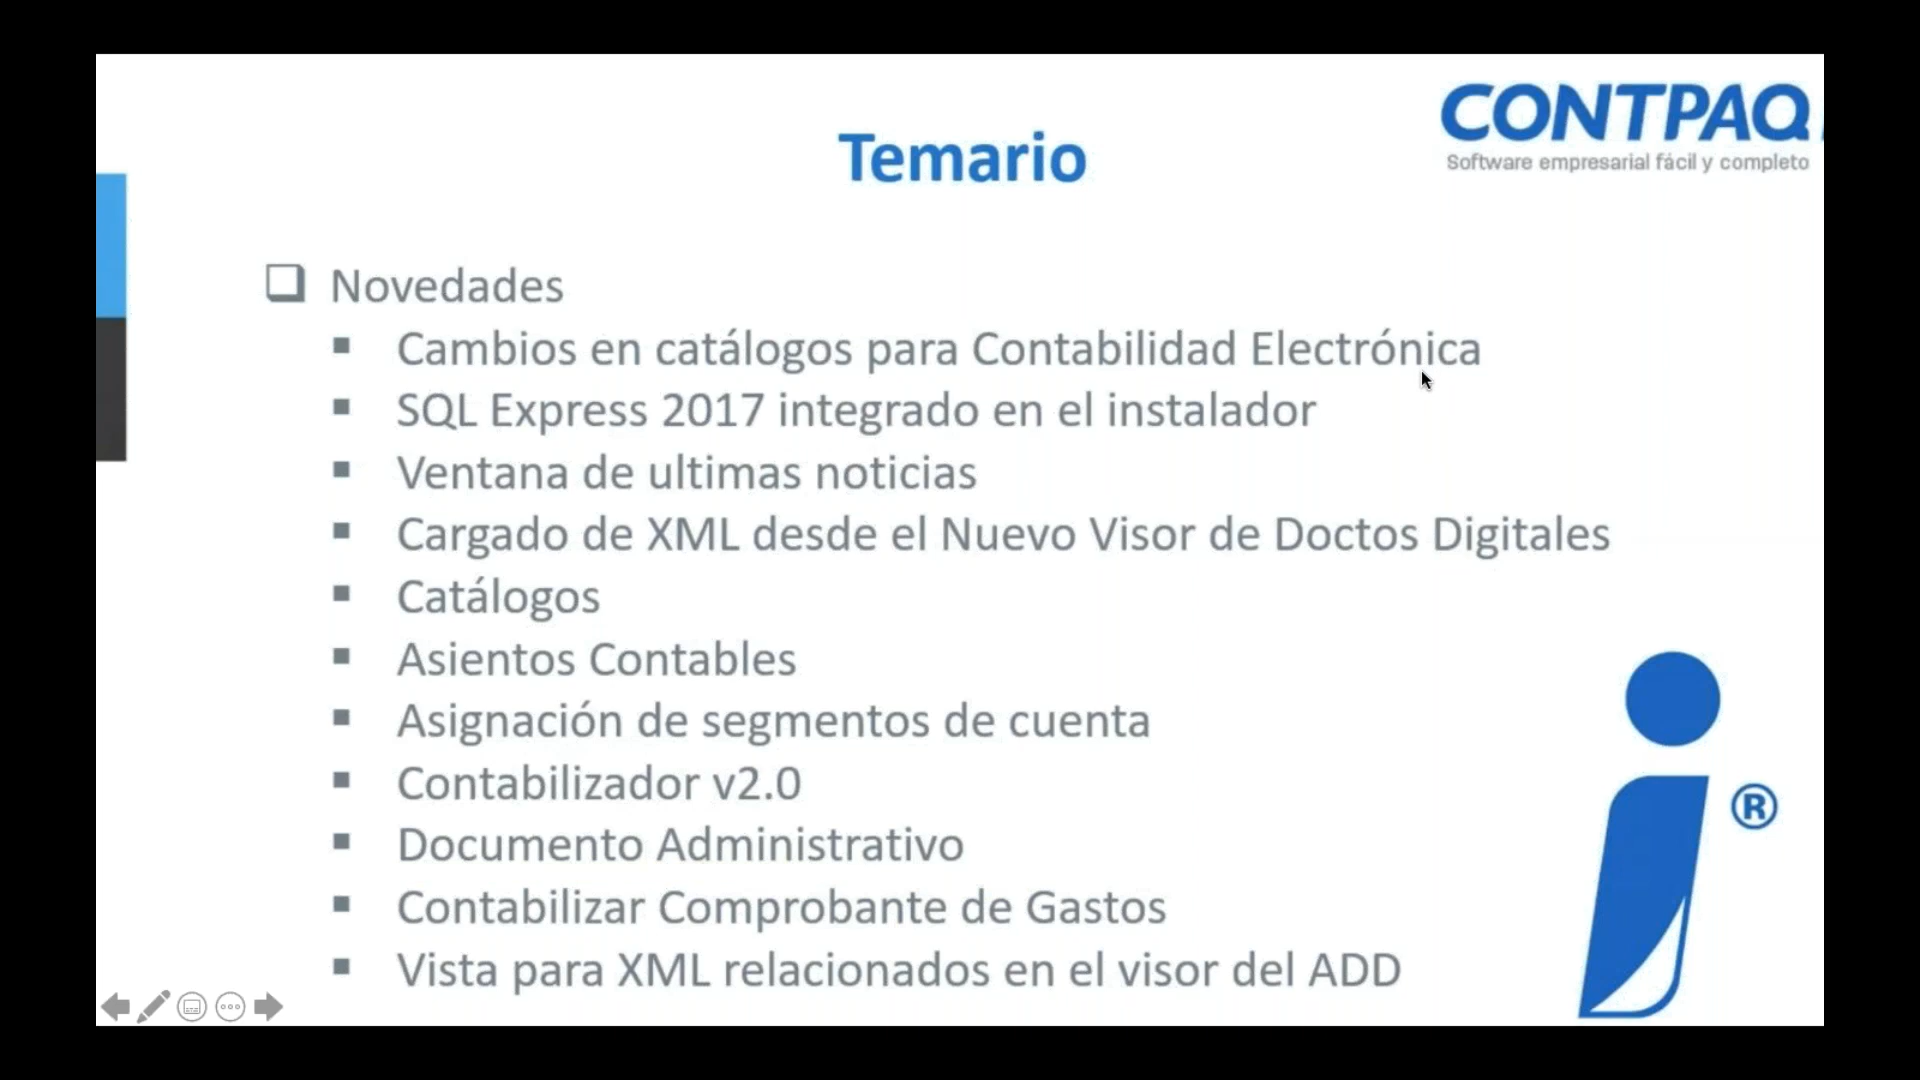 CONTPAQ
Software empresarial fácil y completo
Temario
Novedades
Cambios en catálogos para Contabilidad Electrónica
SQL Express 2017 integrado en el instalador
Ventana de ultimas noticias
Cargado de XML desde el Nuevo Visor de Doctos Digitales
Catálogos
Asientos Contables
Asignación de segmentos de cuenta
Contabilizador v2.0
Documento Administrativo
Contabilizar Comprobante de Gastos
Vista para XML relacionados en el visor del ADD
®